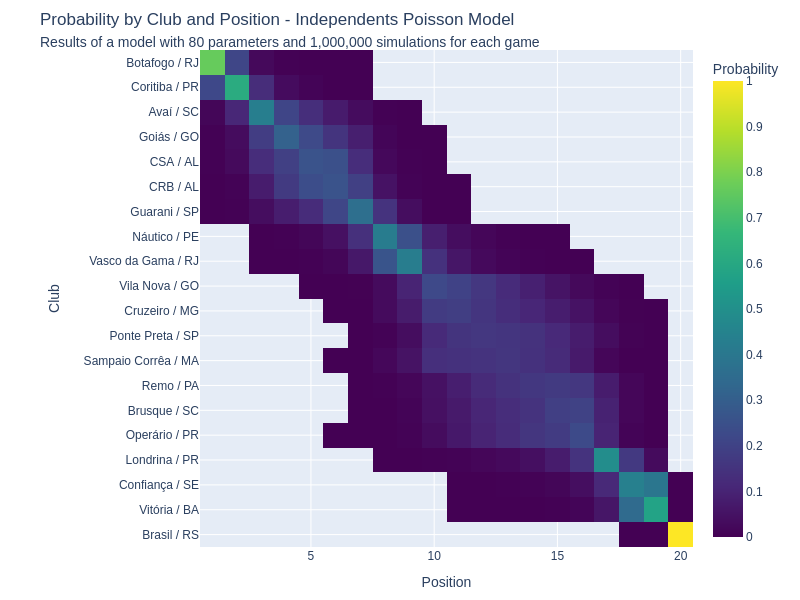 Probability by Club and Position - Independents Poisson Model
Results of a model with 80 parameters and 1,000,000 simulations for each game
Probability
Botafogo / RJ
Coritiba / PR
Avaí / SC
Goiás / GO
CSA / AL
CRB / AL
Guarani / SP
Náutico / PE
Vasco da Gama / RJ
Vila Nova / GO
Cruzeiro / MG
Ponte Preta / SP
Sampaio Corrêa / MA
Remo / PA
Brusque / SC
Operário / PR
Londrina / PR
Confiança / SE
Vitória / BA
Brasil / RS
Club
5
10
15
20
Position
1
0.9
0.8
0.7
0.6
0.5
0.4
0.3
0.2
0.1
0